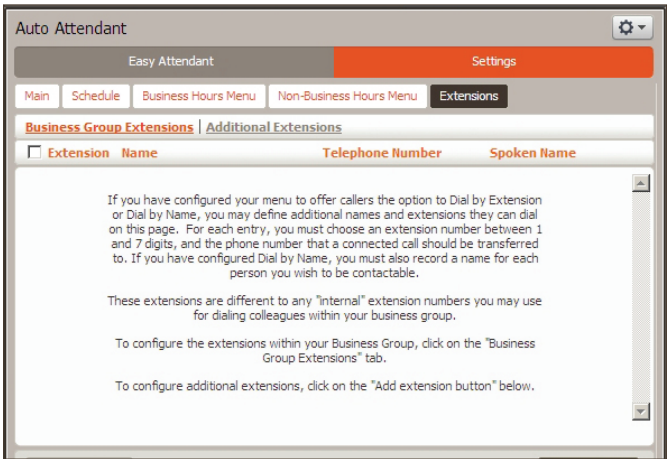 Auto Attendant
Easy Attendant Settings
Main Schedule Business Hours Menu Non-Business Hours Menu Extensions
Business Group Extensions | Additional Extensions
Extension Name Telephone Number Spoken Name
If you have configured your menu to offer callers the option to Dial by Extension
or Dial by Name, you may define additional names and extensions they can dial
on this page. For each entry, you must choose an extension number between 1
and 7 digits, and the phone number that a connected call should be transferred
to. If you have configured Dial by Name, you must also record a name for each
person you wish to be contactable.
These extensions are different to any "internal" extension numbers you may use
for dialing colleagues within your business group.
To configure the extensions within your Business Group, click on the "Business
Group Extensions" tab.
To configure additional extensions, click on the "Add extension button" below.